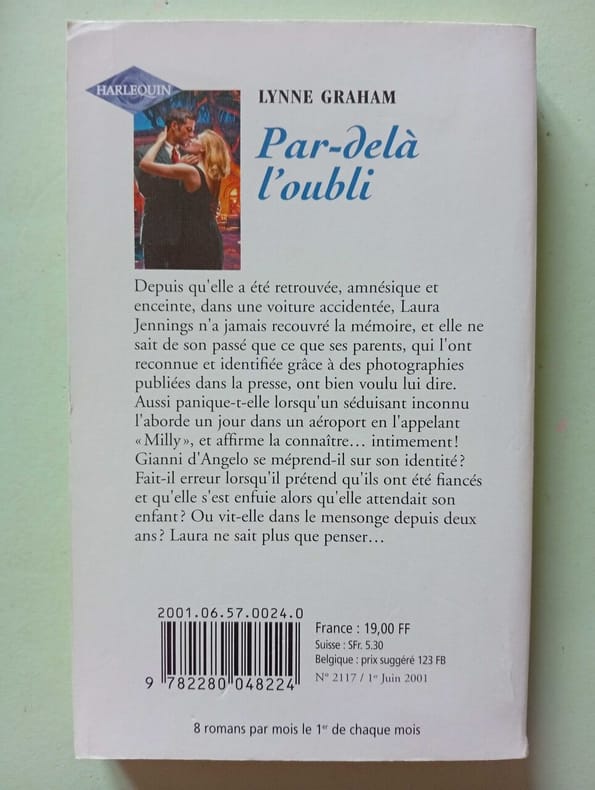 HARLEQUIN
LYNNE GRAHAM
Par-delà
l'oubli
Depuis qu'elle a été retrouvée, amnésique et
enceinte, dans une voiture accidentée, Laura
Jennings n'a jamais recouvré la mémoire, et elle ne
sait de son passé que ce que ses parents, qui l'ont
reconnue et identifiée grâce à des photographies
publiées dans la presse, ont bien voulu lui dire.
Aussi panique-t-elle lorsqu'un séduisant inconnu
l'aborde un jour dans un aéroport en l'appelant
« Milly », et affirme la connaître… intimement !
Gianni d'Angelo se méprend-il sur son identité ?
Fait-il erreur lorsqu'il prétend qu'ils ont été fiancés
et qu'elle s'est enfuie alors qu'elle attendait son
enfant ? Ou vit-elle dans le mensonge depuis deux
ans ? Laura ne sait plus que penser…
2001.06.57.0024.0
9 782280 048224
France : 19,00 FF
Suisse : SFr. 5.30
Belgique : prix suggéré 123 FB
N° 2117 / 1er Juin 2001
8 romans par mois le 1er de chaque mois